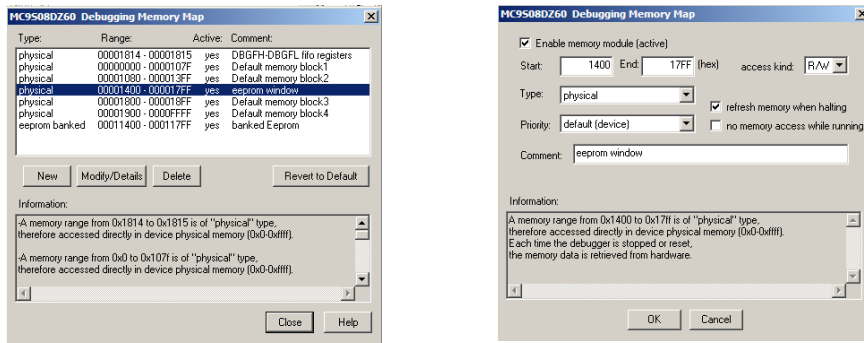 MC9S08DZ60 Debugging Memory Map
Type: Range: Active: Comment:
physical 00001814 - 00001815 yes DBGFH-DBGFL fifo registers
physical 00000000 - 0000107F yes Default memory block1
physical 00001080 - 000013FF yes Default memory block2
physical 00001400 - 000017FF yes eeprom window
physical 00001800 - 000018FF yes Default memory block3
physical 00001900 - 0000FFFF yes Default memory block4
eeprom banked 00011400 - 000117FF yes banked Eeprom
New Modify/Details Delete Revert to Default
Information:
-A memory range from 0x1814 to 0x1815 is of "physical" type,
therefore accessed directly in device physical memory (0x0-0xffff).
-A memory range from 0x0 to 0x107f is of "physical" type,
therefore accessed directly in device physical memory (0x0-0xffff).
Close Help
MC9S08DZ60 Debugging Memory Map
Enable memory module (active)
Start: 1400 End: 17FF (hex) access kind: R/W
Type: physical
refresh memory when halting
Priority: default (device)
no memory access while running
Comment: eeprom window
Information:
A memory range from 0x1400 to 0x17ff is of "physical" type,
therefore accessed directly in device physical memory (0x0-0xffff).
Each time the debugger is stopped or reset,
the memory data is retrieved from hardware.
OK Cancel